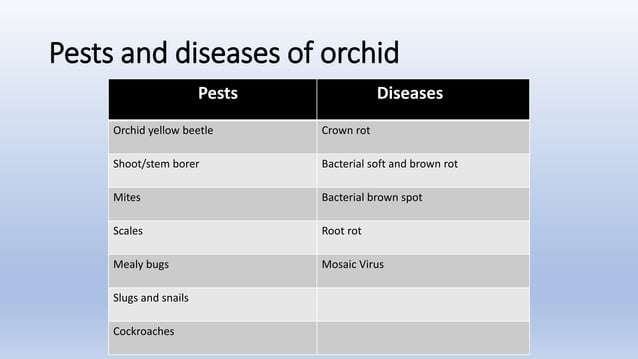 Pests and diseases of orchid
Pests Diseases
Orchid yellow beetle Crown rot
Shoot/stem borer Bacterial soft and brown rot
Mites Bacterial brown spot
Scales Root rot
Mealy bugs Mosaic Virus
Slugs and snails
Cockroaches